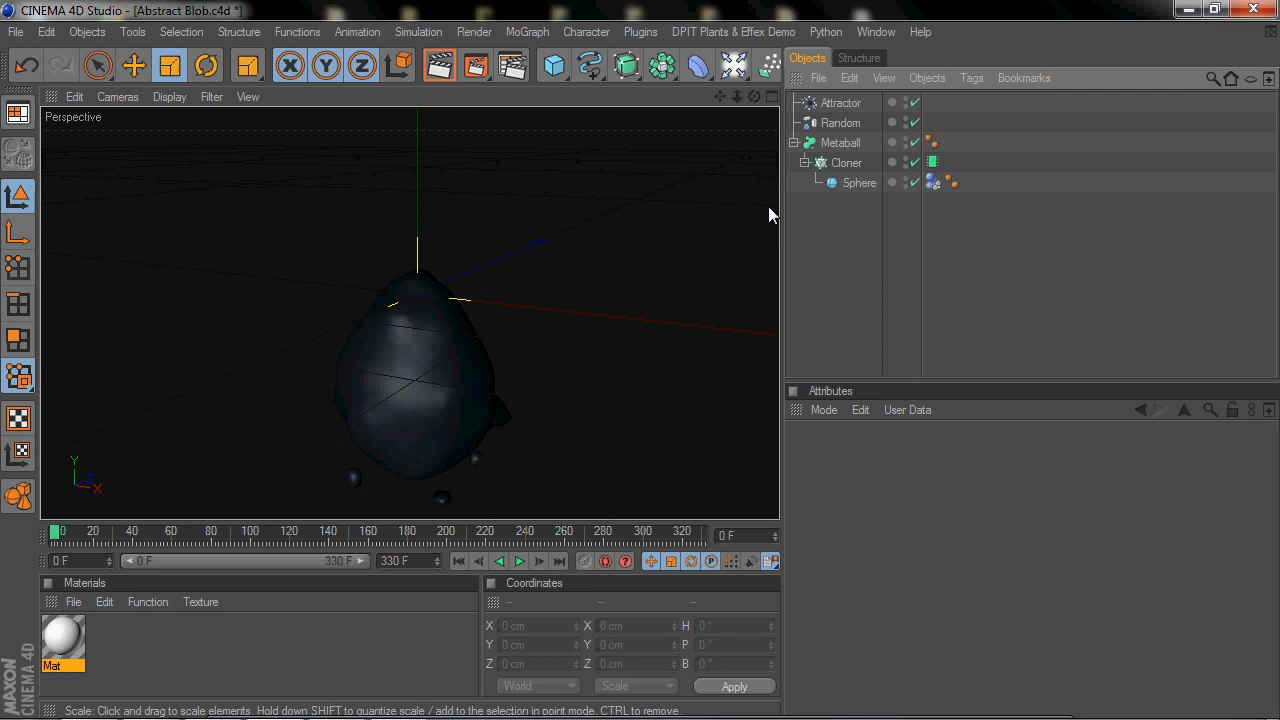 CINEMA 4D Studio - [Abstract Blob.c4d *]
File Edit Objects Tools Selection Structure Functions Animation Simulation Render MoGraph Character Plugins DPIT Plants & Effex Demo Python Window Help
Objects Structure
File Edit View Objects Tags Bookmarks
Edit Cameras Display Filter View
Perspective
Attractor
Random
Metaball
Cloner
Sphere
Attributes
Mode Edit User Data
Y
Z
X
0 20 40 60 80 100 120 140 160 180 200 220 240 260 280 300 320 0 F
0 F 0 F 330 F 330 F
Materials
File Edit Function Texture
Mat
Coordinates
-- -- --
X 0 cm X 0 cm H 0 °
Y 0 cm Y 0 cm P 0 °
Z 0 cm Z 0 cm B 0 °
World Scale Apply
MAXON
CINEMA 4D
Scale: Click and drag to scale elements. Hold down SHIFT to quantize scale / add to the selection in point mode, CTRL to remove.